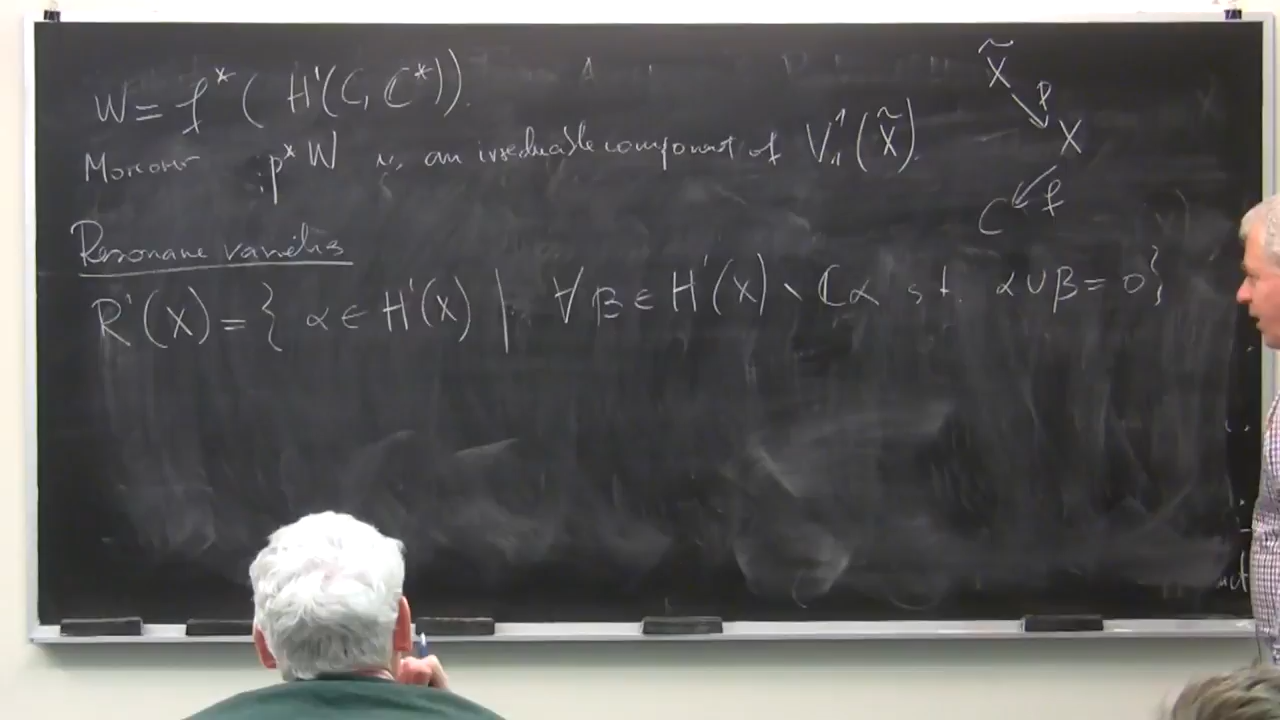 W = f* ( H¹(C, ℂ*)).
Moreover p*W is an irreducible component of V₁¹(X̃).
X̃
p
X
f
C
Resonance varieties
R¹(X) = { α ∈ H¹(X) | ∀ β ∈ H¹(X) \ ℂα s.t. α ∪ β = 0 }